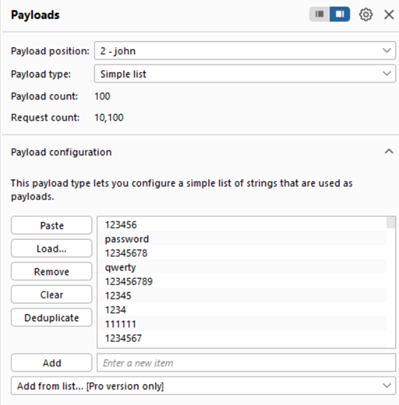 Payloads
Payload position: 2 - john
Payload type: Simple list
Payload count: 100
Request count: 10,100
Payload configuration
This payload type lets you configure a simple list of strings that are used as
payloads.
Paste
Load...
Remove
Clear
Deduplicate
123456
password
12345678
qwerty
123456789
12345
1234
111111
1234567
Add
Enter a new item
Add from list... [Pro version only]